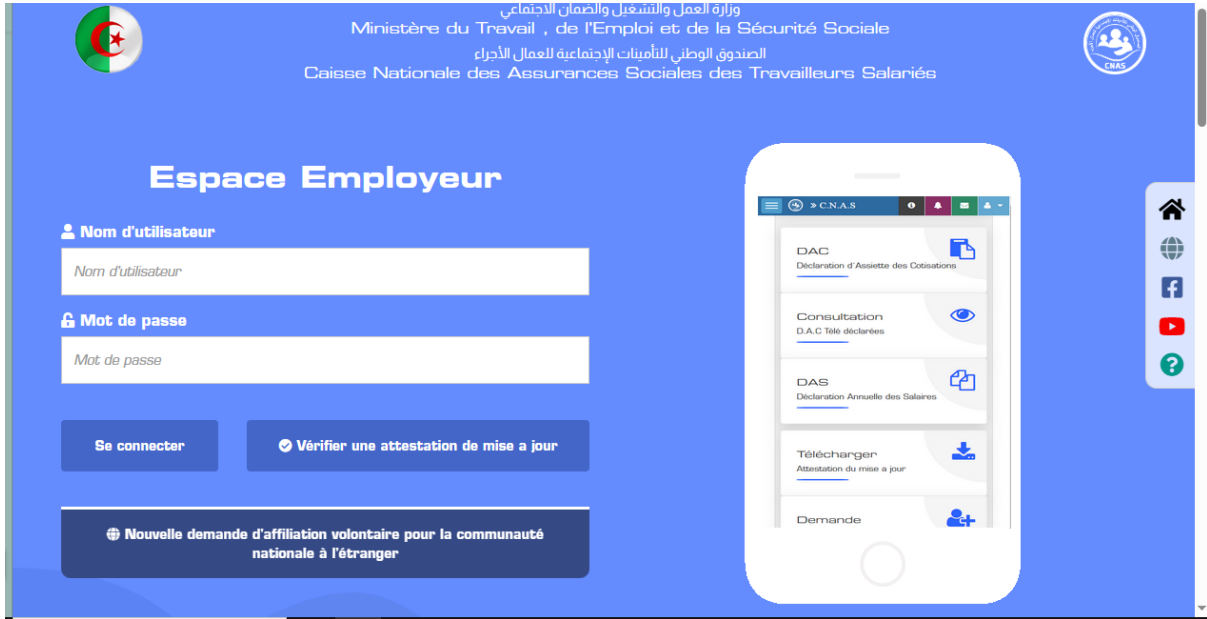 وزارة العمل والتشغيل والضمان الاجتماعي
Ministère du Travail , de l'Emploi et de la Sécurité Sociale
الصندوق الوطني للتأمينات الإجتماعية للعمال الأجراء
Caisse Nationale des Assurances Sociales des Travailleurs Salariés
CNAS
Espace Employeur
Nom d'utilisateur
Nom d'utilisateur
Mot de passe
Mot de passe
Se connecter
Vérifier une attestation de mise a jour
Nouvelle demande d'affiliation volontaire pour la communauté
nationale à l'étranger
» C.N.A.S
DAC
Déclaration d'Assiette des Cotisations
Consultation
D.A.C Télé déclarées
DAS
Déclaration Annuelle des Salaires
Télécharger
Attestation du mise a jour
Demande